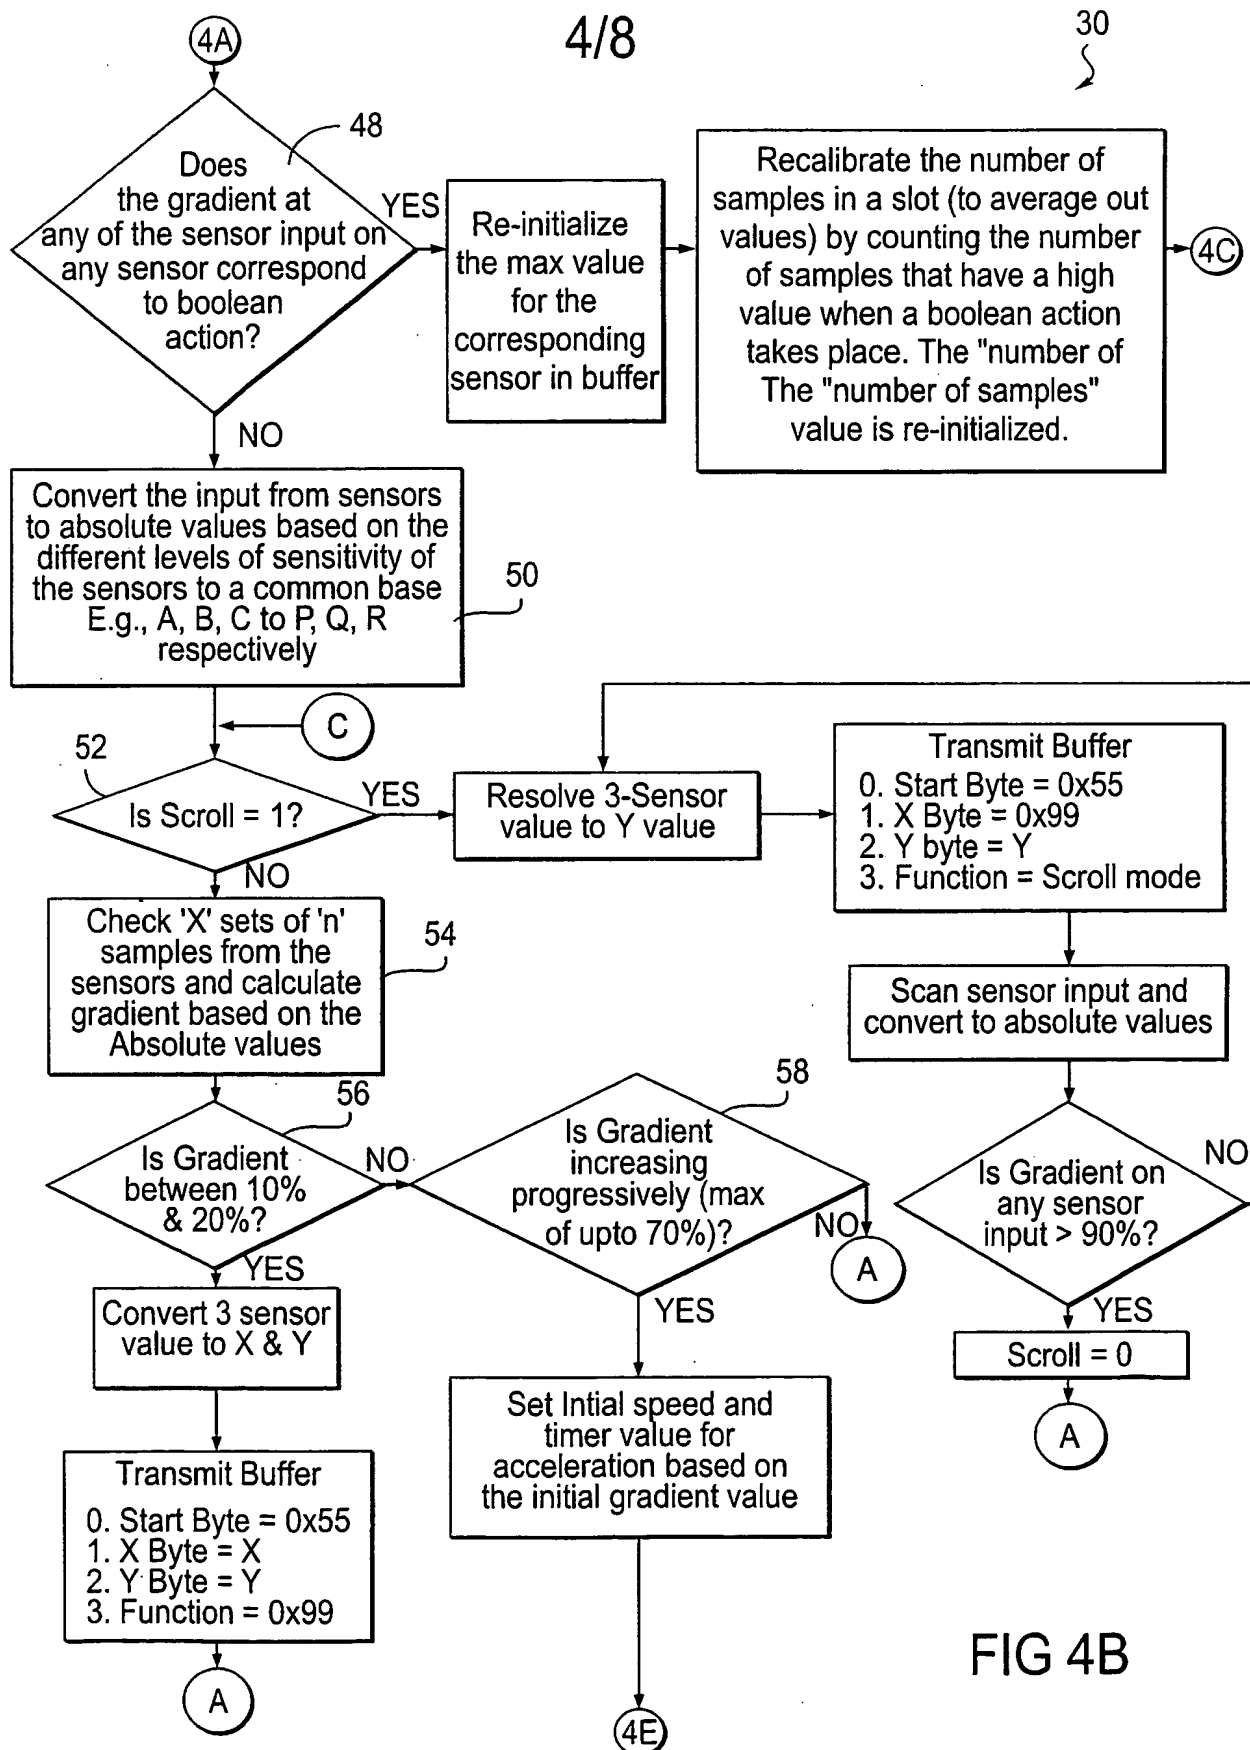 4/8
30
4A
48
Does
the gradient at
any of the sensor input on
any sensor correspond
to boolean
action?
YES
Re-initialize
the max value
for the
corresponding
sensor in buffer
Recalibrate the number of
samples in a slot (to average out
values) by counting the number
of samples that have a high
value when a boolean action
takes place. The "number of
The "number of samples"
value is re-initialized.
4C
NO
Convert the input from sensors
to absolute values based on the
different levels of sensitivity of
the sensors to a common base
E.g., A, B, C to P, Q, R
respectively
50
C
52
Is Scroll = 1?
YES
Resolve 3-Sensor
value to Y value
Transmit Buffer
0. Start Byte = 0x55
1. X Byte = 0x99
2. Y byte = Y
3. Function = Scroll mode
NO
Check 'X' sets of 'n'
samples from the
sensors and calculate
gradient based on the
Absolute values
54
Scan sensor input and
convert to absolute values
56
Is Gradient
between 10%
& 20%?
NO
58
Is Gradient
increasing
progressively (max
of upto 70%)?
NO
A
Is Gradient on
any sensor
input > 90%?
NO
YES
Convert 3 sensor
value to X & Y
YES
YES
Scroll = 0
A
Set Intial speed and
timer value for
acceleration based on
the initial gradient value
Transmit Buffer
0. Start Byte = 0x55
1. X Byte = X
2. Y Byte = Y
3. Function = 0x99
A
4E
FIG 4B